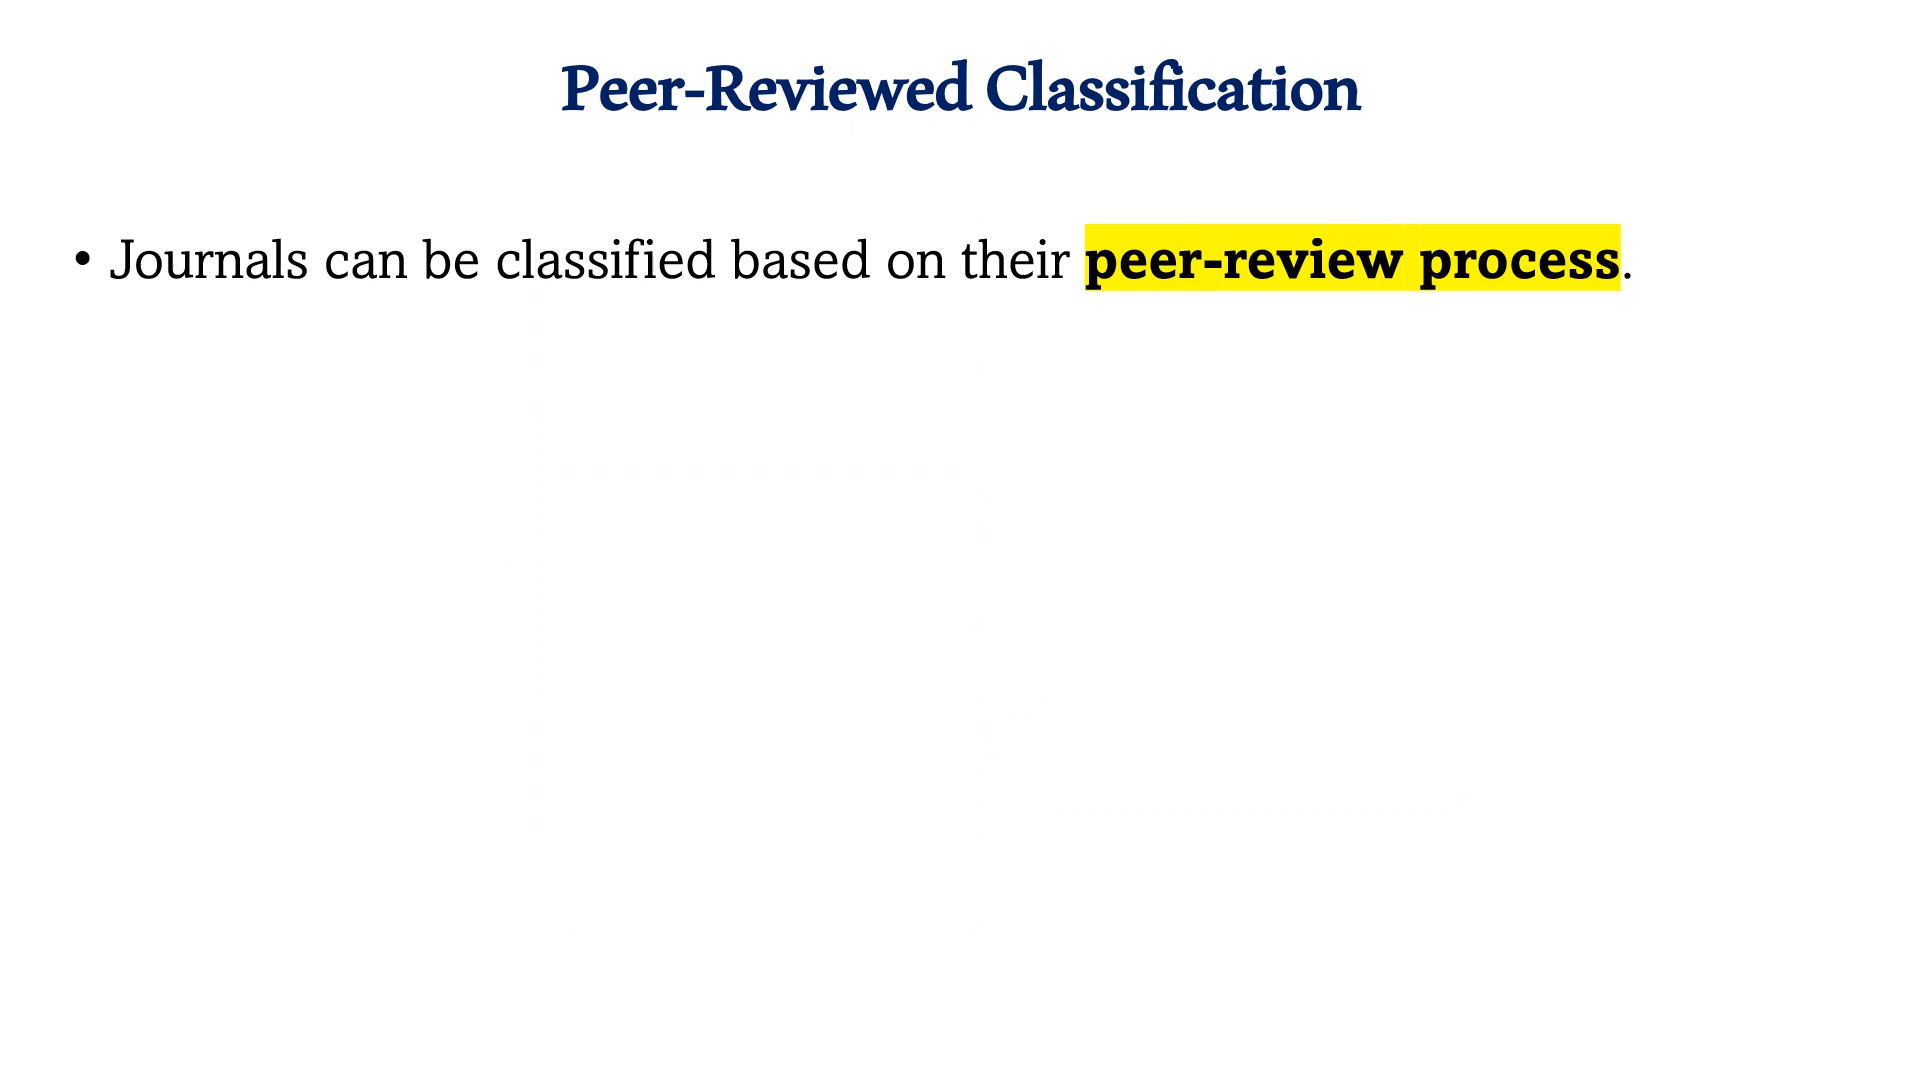 Peer-Reviewed Classification
• Journals can be classified based on their peer-review process.